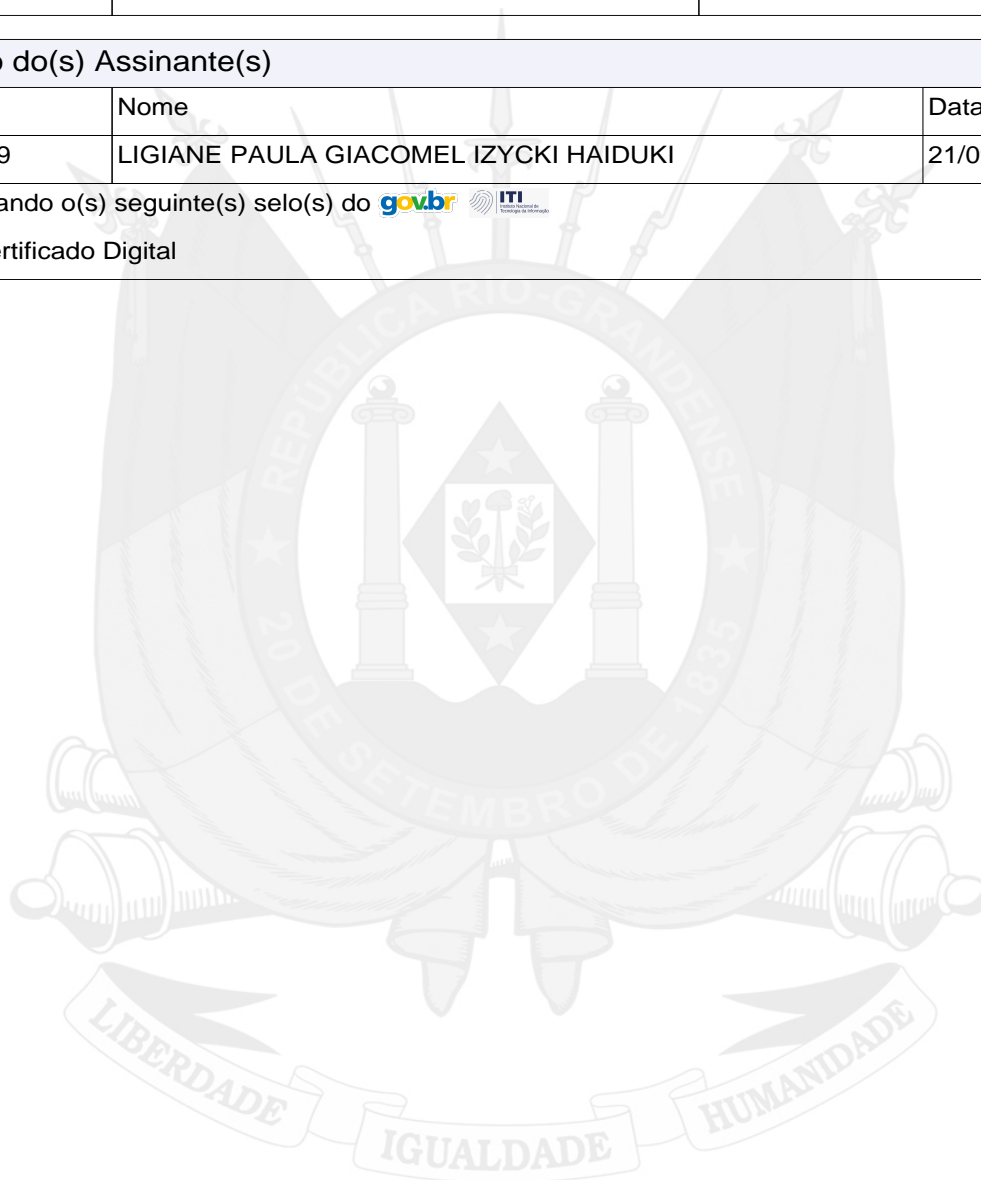 o do(s) Assinante(s)
Nome Data
9 LIGIANE PAULA GIACOMEL IZYCKI HAIDUKI 21/0
ando o(s) seguinte(s) selo(s) do gov.br ITI
ertificado Digital
REPÚBLICA RIO-GRANDENSE
20 DE SETEMBRO DE 1835
LIBERDADE IGUALDADE HUMANIDADE